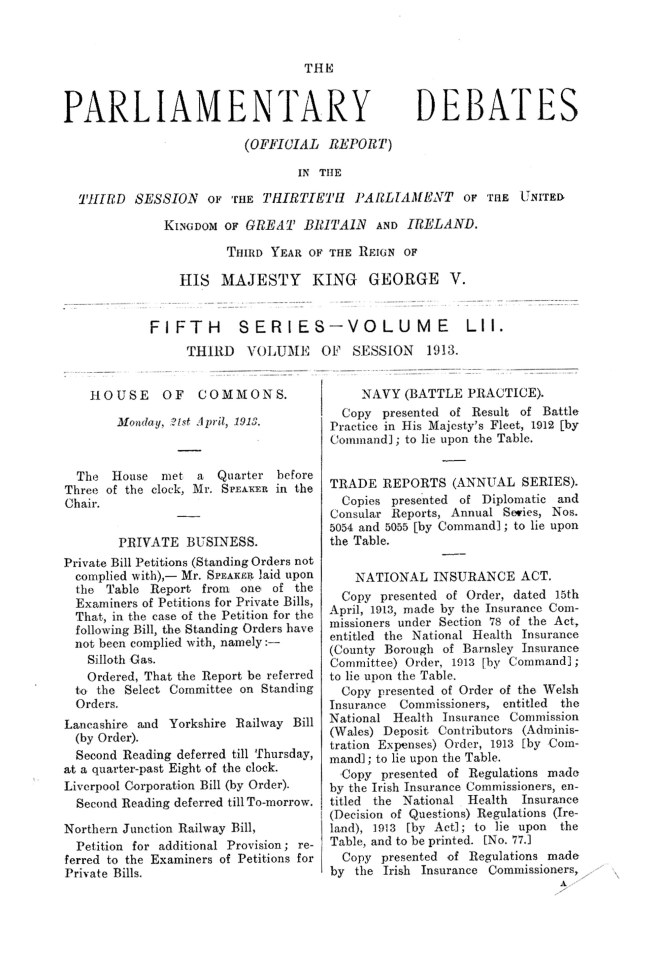 THE
PARLIAMENTARY DEBATES
(OFFICIAL REPORT)
IN THE
THIRD SESSION OF THE THIRTIETH PARLIAMENT OF THE UNITED
KINGDOM OF GREAT BRITAIN AND IRELAND.
THIRD YEAR OF THE REIGN OF
HIS MAJESTY KING GEORGE V.
FIFTH SERIES—VOLUME LII.
THIRD VOLUME OF SESSION 1913.
HOUSE OF COMMONS.
Monday, 21st April, 1913.
The House met a Quarter before
Three of the clock, Mr. SPEAKER in the
Chair.
PRIVATE BUSINESS.
Private Bill Petitions (Standing Orders not
complied with),— Mr. SPEAKER laid upon
the Table Report from one of the
Examiners of Petitions for Private Bills,
That, in the case of the Petition for the
following Bill, the Standing Orders have
not been complied with, namely:—
Silloth Gas.
Ordered, That the Report be referred
to the Select Committee on Standing
Orders.
Lancashire and Yorkshire Railway Bill
(by Order).
Second Reading deferred till Thursday,
at a quarter-past Eight of the clock.
Liverpool Corporation Bill (by Order).
Second Reading deferred till To-morrow.
Northern Junction Railway Bill,
Petition for additional Provision; re-
ferred to the Examiners of Petitions for
Private Bills.
NAVY (BATTLE PRACTICE).
Copy presented of Result of Battle
Practice in His Majesty's Fleet, 1912 [by
Command]; to lie upon the Table.
TRADE REPORTS (ANNUAL SERIES).
Copies presented of Diplomatic and
Consular Reports, Annual Series, Nos.
5054 and 5055 [by Command]; to lie upon
the Table.
NATIONAL INSURANCE ACT.
Copy presented of Order, dated 15th
April, 1913, made by the Insurance Com-
missioners under Section 78 of the Act,
entitled the National Health Insurance
(County Borough of Barnsley Insurance
Committee) Order, 1913 [by Command];
to lie upon the Table.
Copy presented of Order of the Welsh
Insurance Commissioners, entitled the
National Health Insurance Commission
(Wales) Deposit Contributors (Adminis-
tration Expenses) Order, 1913 [by Com-
mand]; to lie upon the Table.
Copy presented of Regulations made
by the Irish Insurance Commissioners, en-
titled the National Health Insurance
(Decision of Questions) Regulations (Ire-
land), 1913 [by Act]; to lie upon the
Table, and to be printed. [No. 77.]
Copy presented of Regulations made
by the Irish Insurance Commissioners,
A